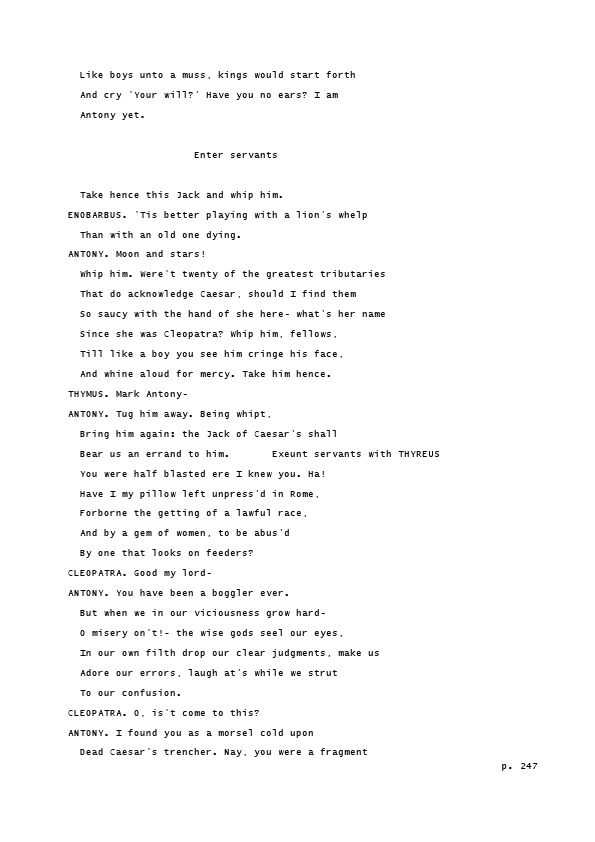 Like boys unto a muss, kings would start forth
And cry 'Your will?' Have you no ears? I am
Antony yet.
Enter servants
Take hence this Jack and whip him.
ENOBARBUS. 'Tis better playing with a lion's whelp
Than with an old one dying.
ANTONY. Moon and stars!
Whip him. Were't twenty of the greatest tributaries
That do acknowledge Caesar, should I find them
So saucy with the hand of she here- what's her name
Since she was Cleopatra? Whip him, fellows,
Till like a boy you see him cringe his face,
And whine aloud for mercy. Take him hence.
THYMUS. Mark Antony-
ANTONY. Tug him away. Being whipt,
Bring him again: the Jack of Caesar's shall
Bear us an errand to him. Exeunt servants with THYREUS
You were half blasted ere I knew you. Ha!
Have I my pillow left unpress'd in Rome,
Forborne the getting of a lawful race,
And by a gem of women, to be abus'd
By one that looks on feeders?
CLEOPATRA. Good my lord-
ANTONY. You have been a boggler ever.
But when we in our viciousness grow hard-
O misery on't!- the wise gods seel our eyes,
In our own filth drop our clear judgments, make us
Adore our errors, laugh at's while we strut
To our confusion.
CLEOPATRA. O, is't come to this?
ANTONY. I found you as a morsel cold upon
Dead Caesar's trencher. Nay, you were a fragment
p. 247